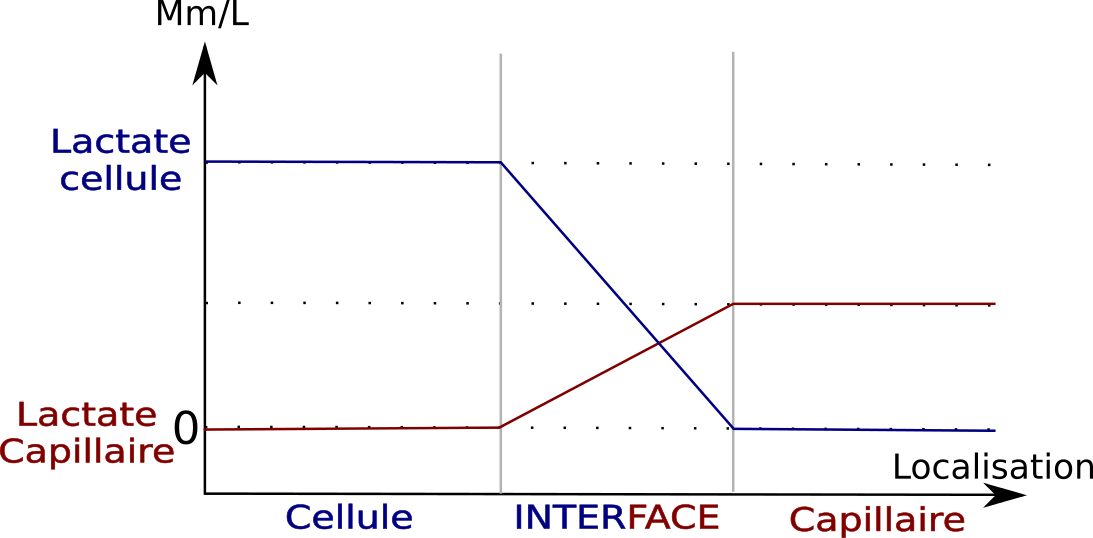 Mm/L
Lactate
cellule
Lactate
Capillaire
0
Localisation
Cellule
INTERFACE
Capillaire